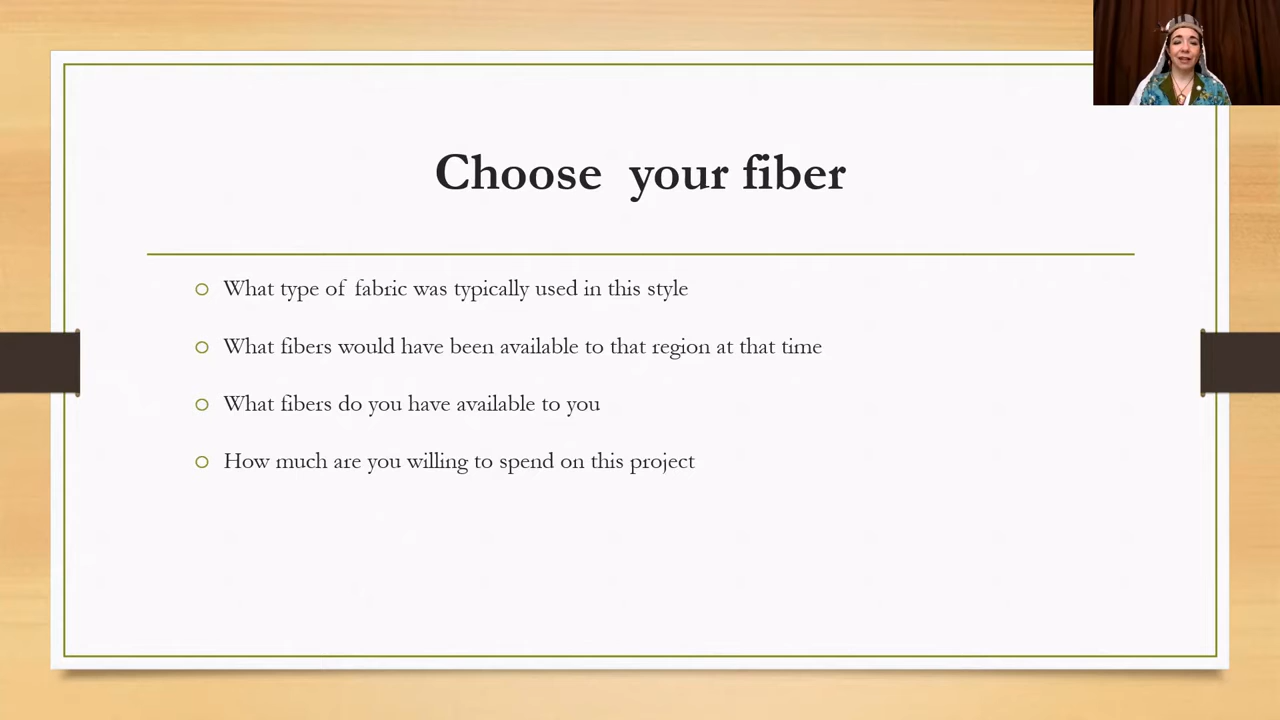 Choose your fiber
What type of fabric was typically used in this style
What fibers would have been available to that region at that time
What fibers do you have available to you
How much are you willing to spend on this project